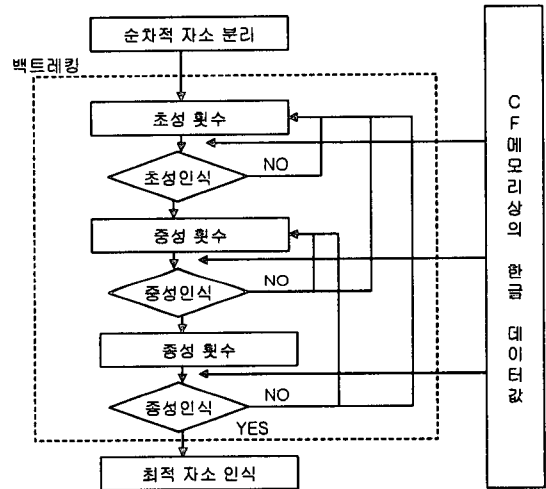 순차적 자소 분리
백트레킹
초성 횟수
NO
초성인식
중성 횟수
NO
중성인식
종성 횟수
NO
종성인식
YES
최적 자소 인식
CF메모리상의 한글 데이터값